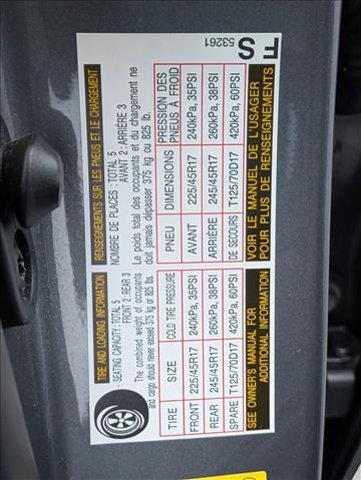 TIRE AND LOADING INFORMATION
SEATING CAPACITY : TOTAL 5
FRONT 2 : REAR 3
The combined weight of occupants
and cargo should never exceed 375 kg or 825 lbs.
TIRE SIZE COLD TIRE PRESSURE
FRONT 225/45R17 240kPa, 35PSI
REAR 245/45R17 260kPa, 38PSI
SPARE T125/70D17 420kPa, 60PSI
SEE OWNER'S MANUAL FOR
ADDITIONAL INFORMATION
RENSEIGNEMENTS SUR LES PNEUS ET LE CHARGEMENT
NOMBRE DE PLACES : TOTAL 5
AVANT 2 : ARRIÈRE 3
Le poids total des occupants et du chargement ne
doit jamais dépasser 375 kg ou 825 lb.
PNEU DIMENSIONS PRESSION DES
PNEUS À FROID
AVANT 225/45R17 240kPa, 35PSI
ARRIÈRE 245/45R17 260kPa, 38PSI
DE SECOURS T125/70D17 420kPa, 60PSI
VOIR LE MANUEL DE L'USAGER
POUR PLUS DE RENSEIGNEMENTS
53261
F S